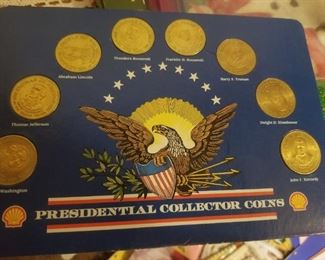 Theodore Roosevelt
Franklin D. Roosevelt
Abraham Lincoln
Harry S. Truman
Thomas Jefferson
Dwight D. Eisenhower
Washington
John F. Kennedy
PRESIDENTIAL COLLECTOR COINS